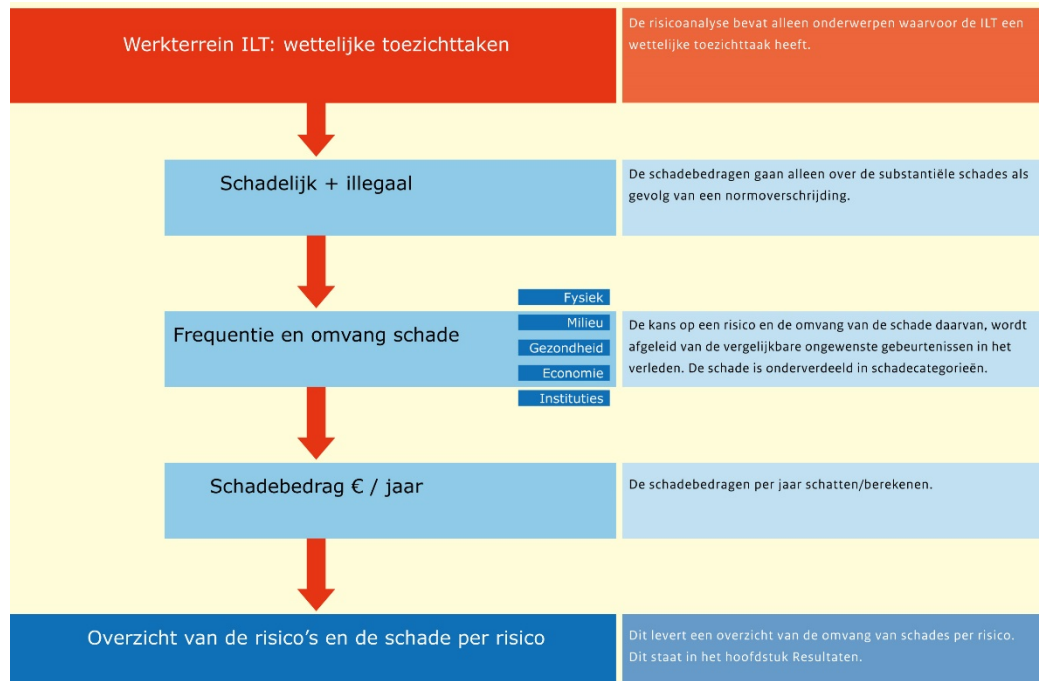 Werkterrein ILT: wettelijke toezichttaken
De risicoanalyse bevat alleen onderwerpen waarvoor de ILT een
wettelijke toezichttaak heeft.
Schadelijk + illegaal
De schadebedragen gaan alleen over de substantiële schades als
gevolg van een normoverschrijding.
Frequentie en omvang schade
Fysiek
Milieu
Gezondheid
Economie
Instituties
De kans op een risico en de omvang van de schade daarvan, wordt
afgeleid van de vergelijkbare ongewenste gebeurtenissen in het
verleden. De schade is onderverdeeld in schadecategorieën.
Schadebedrag € / jaar
De schadebedragen per jaar schatten/berekenen.
Overzicht van de risico's en de schade per risico
Dit levert een overzicht van de omvang van schades per risico.
Dit staat in het hoofdstuk Resultaten.